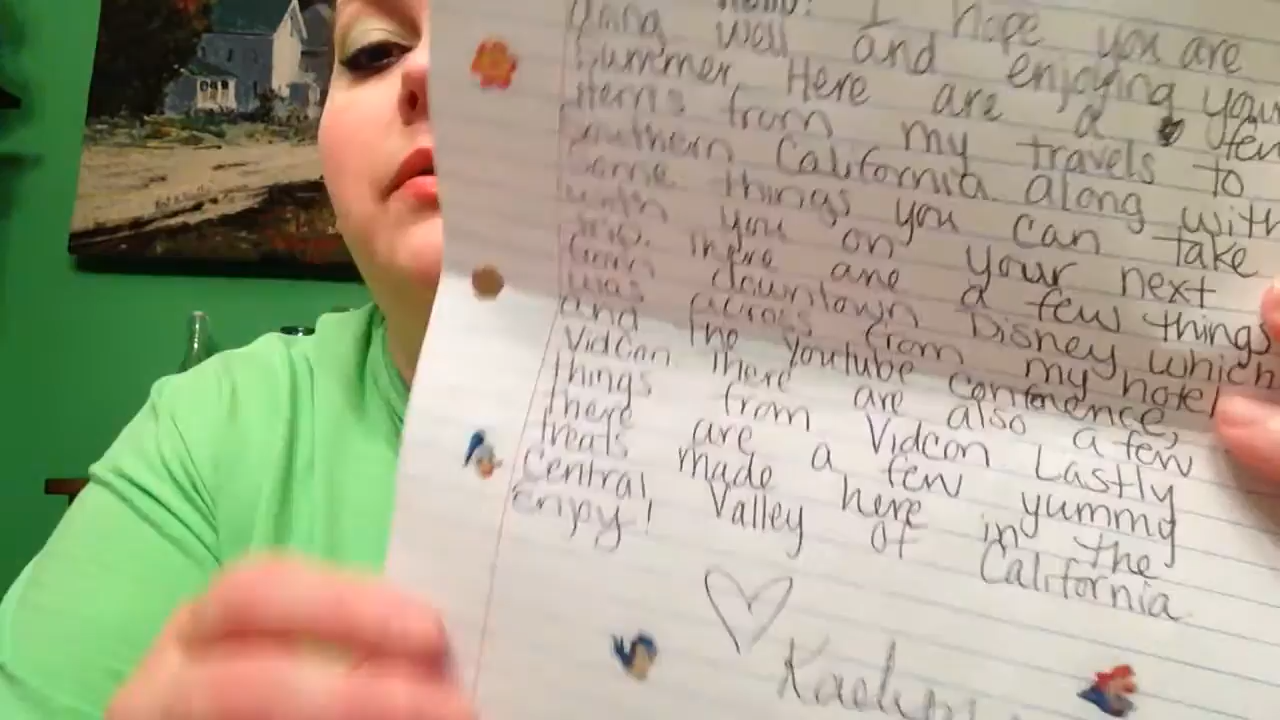 I hope you are
doing well and enjoying your
Summer. Here are a few
items from my travels to
Southern California along with
some things you can take
with you on your next
trip. There are a few things
from downtown Disney which
was across from my hotel
and the youtube conference,
VidCon. There are also a few
things from Vidcon. Lastly
there are a few yummy
treats made here in the
Central Valley of California
Enjoy!